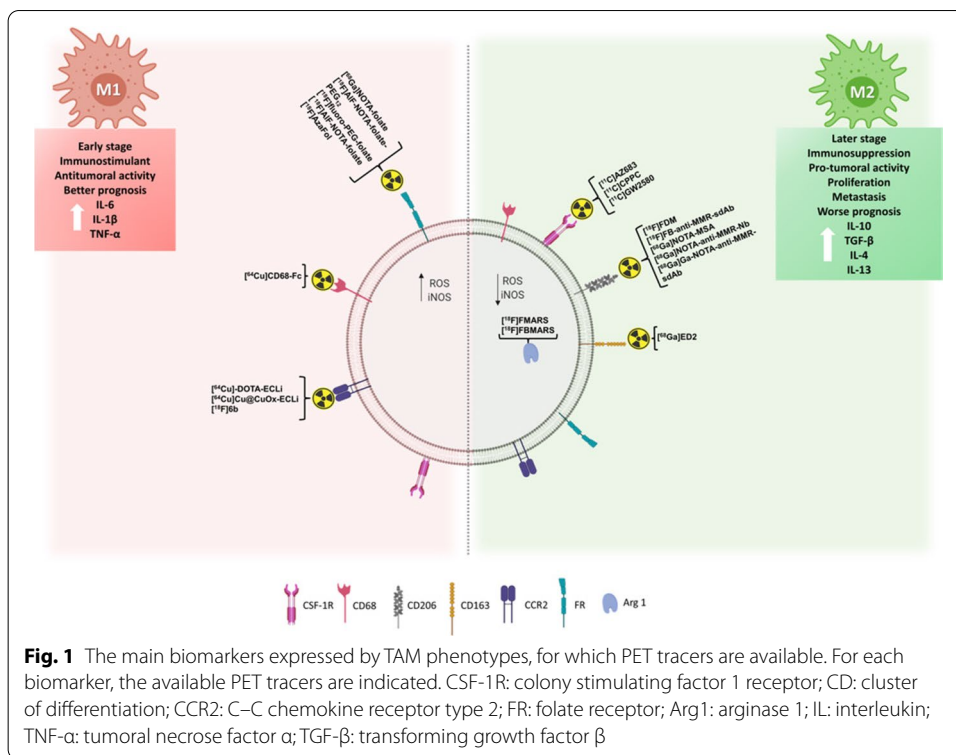 M1
Early stage
Immunostimulant
Antitumoral activity
Better prognosis
IL-6
IL-1β
TNF-α
[⁶⁸Ga]NOTA-folate
[¹⁸F]AlF-NOTA-folate-
PEG₁₂
[¹⁸F]fluoro-PEG-folate
[¹⁸F]AlF-NOTA-folate
[¹⁸F]AzaFol
[⁶⁴Cu]CD68-Fc
[⁶⁴Cu]-DOTA-ECLi
[⁶⁴Cu]Cu@CuOx-ECLi
[¹⁸F]6b
ROS
iNOS
ROS
iNOS
[¹⁸F]FMARS
[¹⁸F]FBMARS
[¹¹C]AZ683
[¹¹C]CPPC
[¹¹C]GW2580
[¹⁸F]FDM
[¹⁸F]FB-anti-MMR-sdAb
[⁶⁸Ga]NOTA-MSA
[⁶⁸Ga]NOTA-anti-MMR-Nb
[⁶⁸Ga]Ga-NOTA-anti-MMR-
sdAb
[⁶⁸Ga]ED2
M2
Later stage
Immunosuppression
Pro-tumoral activity
Proliferation
Metastasis
Worse prognosis
IL-10
TGF-β
IL-4
IL-13
CSF-1R CD68 CD206 CD163 CCR2 FR Arg 1
Fig. 1 The main biomarkers expressed by TAM phenotypes, for which PET tracers are available. For each
biomarker, the available PET tracers are indicated. CSF-1R: colony stimulating factor 1 receptor; CD: cluster
of differentiation; CCR2: C–C chemokine receptor type 2; FR: folate receptor; Arg1: arginase 1; IL: interleukin;
TNF-α: tumoral necrose factor α; TGF-β: transforming growth factor β